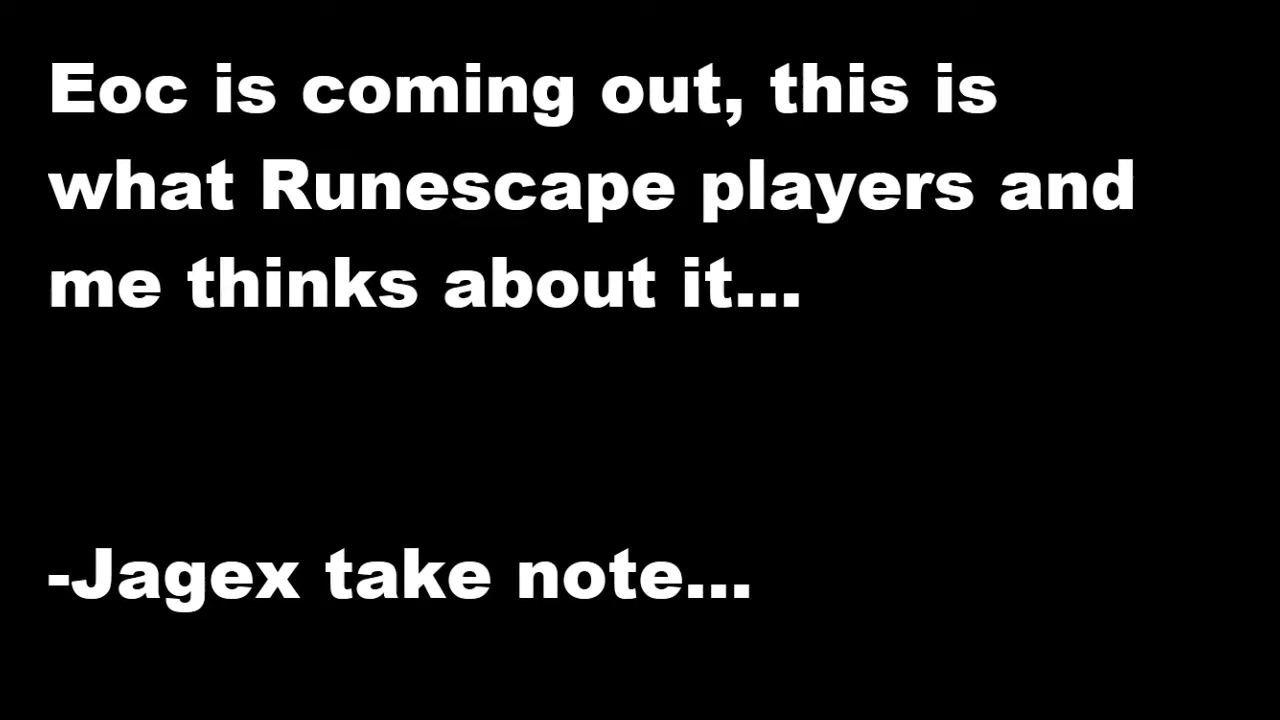 Eoc is coming out, this is
what Runescape players and
me thinks about it...
-Jagex take note...